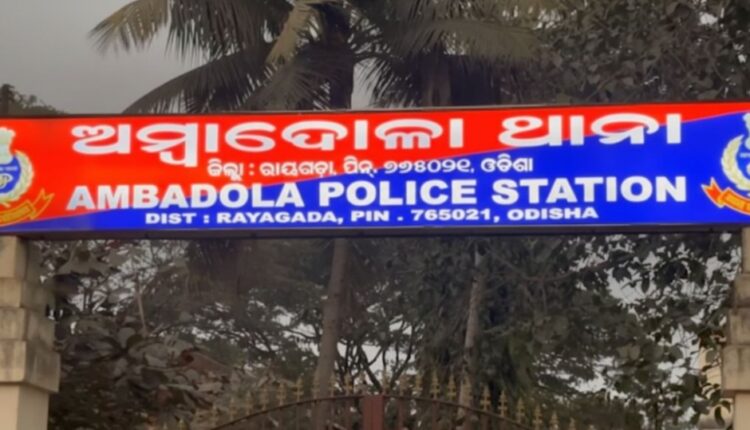 ଅମ୍ବାଦୋଳା ଥାନା
ଜିଲ୍ଲା : ରାୟଗଡ଼ା, ପିନ୍. ୭୬୫୦୨୧, ଓଡିଶା
AMBADOLA POLICE STATION
DIST : RAYAGADA, PIN . 765021, ODISHA